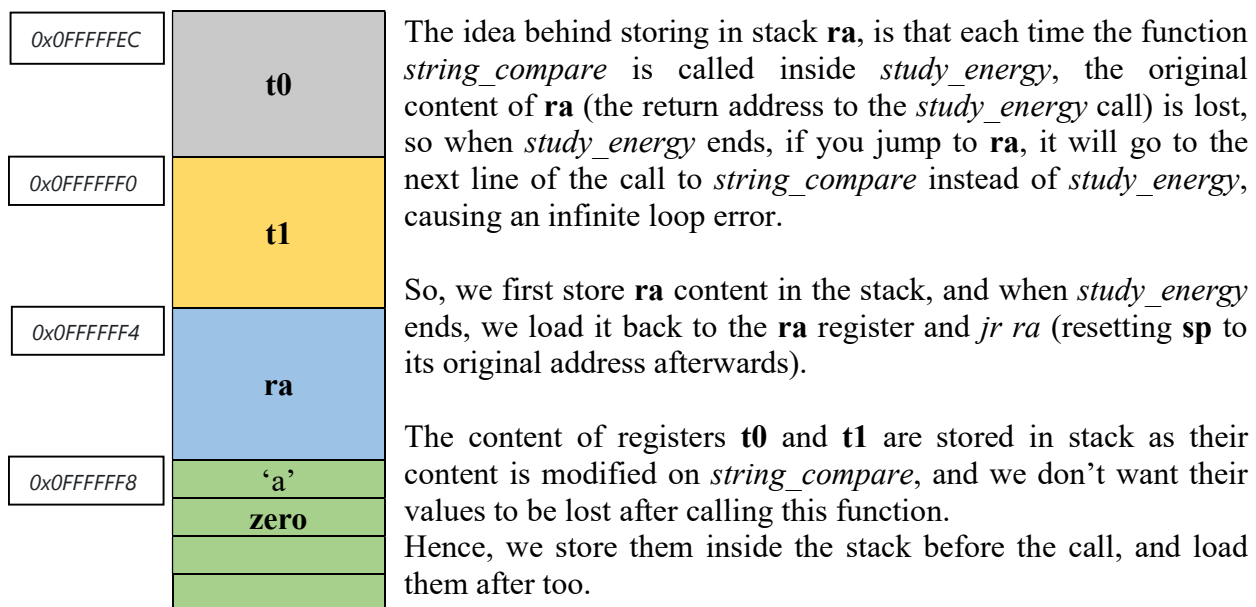 0x0FFFFFEC
t0
0x0FFFFFF0
t1
0x0FFFFFF4
ra
0x0FFFFFF8
‘a’
zero
The idea behind storing in stack ra, is that each time the function
string_compare is called inside study_energy, the original
content of ra (the return address to the study_energy call) is lost,
so when study_energy ends, if you jump to ra, it will go to the
next line of the call to string_compare instead of study_energy,
causing an infinite loop error.
So, we first store ra content in the stack, and when study_energy
ends, we load it back to the ra register and jr ra (resetting sp to
its original address afterwards).
The content of registers t0 and t1 are stored in stack as their
content is modified on string_compare, and we don’t want their
values to be lost after calling this function.
Hence, we store them inside the stack before the call, and load
them after too.